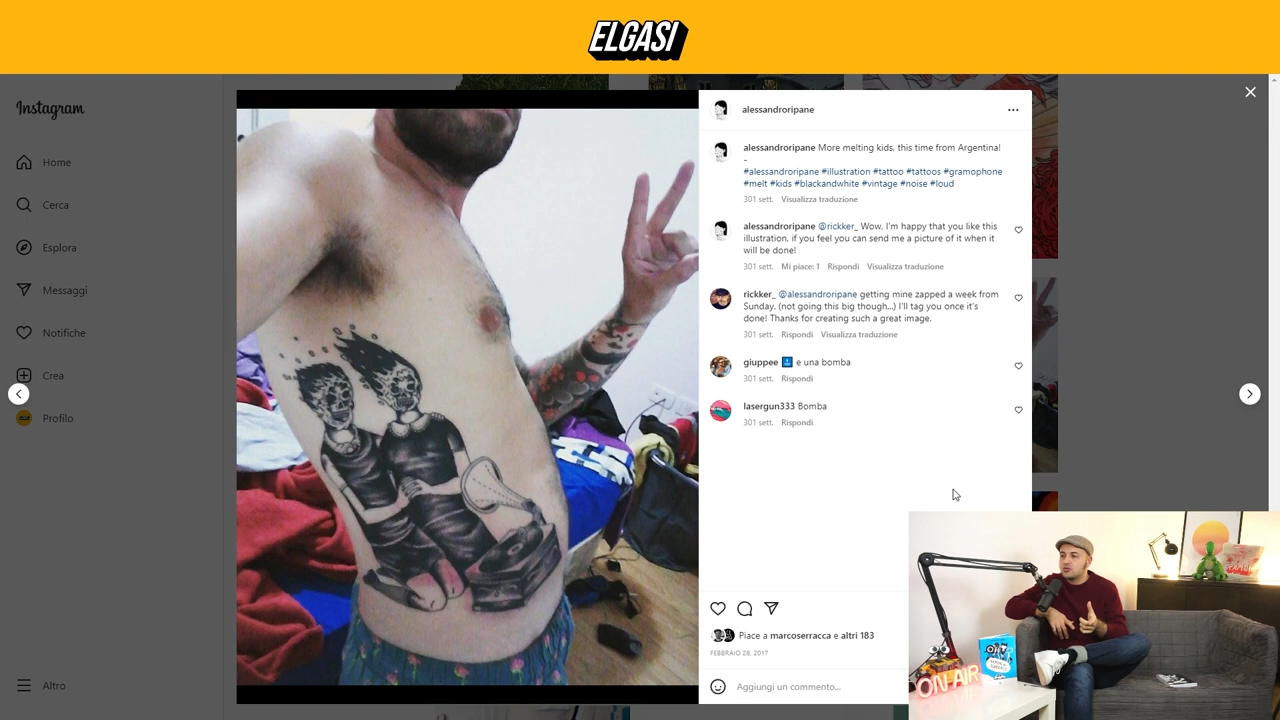 ELGASI
Instagram
Home
Cerca
Esplora
Messaggi
Notifiche
Crea
Profilo
Altro
alessandroripane
alessandroripane More melting kids, this time from Argentina!
-
#alessandroripane #illustration #tattoo #tattoos #gramophone
#melt #kids #blackandwhite #vintage #noise #loud
301 sett. Visualizza traduzione
alessandroripane @rickker_ Wow, I'm happy that you like this
illustration, if you feel you can send me a picture of it when it
will be done!
301 sett. Mi piace: 1 Rispondi Visualizza traduzione
rickker_ @alessandroripane getting mine zapped a week from
Sunday. (not going this big though...) I'll tag you once it's
done! Thanks for creating such a great image.
301 sett. Rispondi Visualizza traduzione
giuppee e una bomba
301 sett. Rispondi
lasergun333 Bomba
301 sett. Rispondi
Piace a marcoserracca e altri 183
FEBBRAIO 28, 2017
Aggiungi un commento...
ON AIR